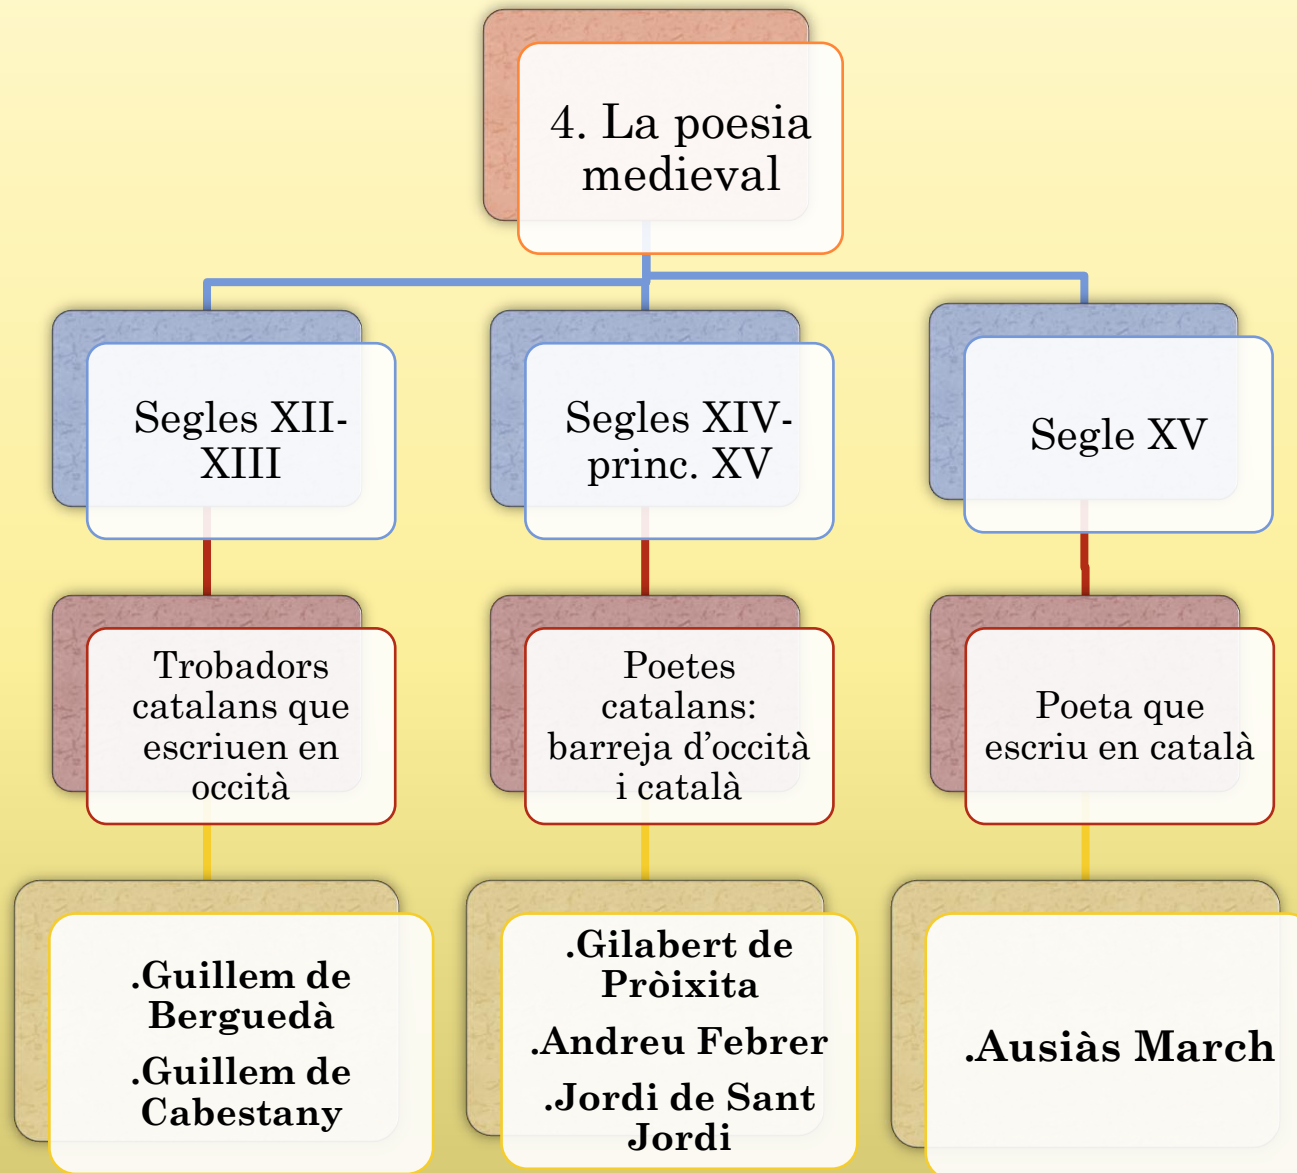 4. La poesia
medieval
Segles XII-
XIII
Segles XIV-
princ. XV
Segle XV
Trobadors
catalans que
escriuen en
occità
Poetes
catalans:
barreja d’occità
i català
Poeta que
escriu en català
.Guillem de
Berguedà
.Guillem de
Cabestany
.Gilabert de
Pròixita
.Andreu Febrer
.Jordi de Sant
Jordi
.Ausiàs March